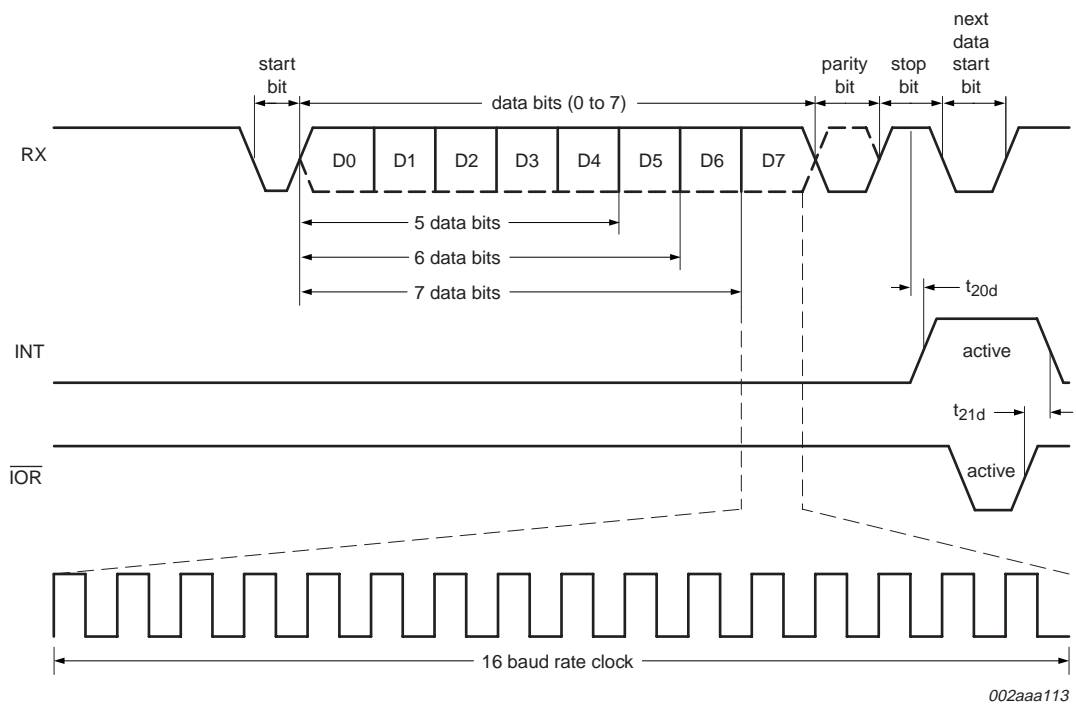 next
data
start
bit
start
bit
parity
bit
stop
bit
data bits (0 to 7)
RX
D0 D1 D2 D3 D4 D5 D6 D7
5 data bits
6 data bits
7 data bits
t20d
INT
active
t21d
IOR
active
16 baud rate clock
002aaa113